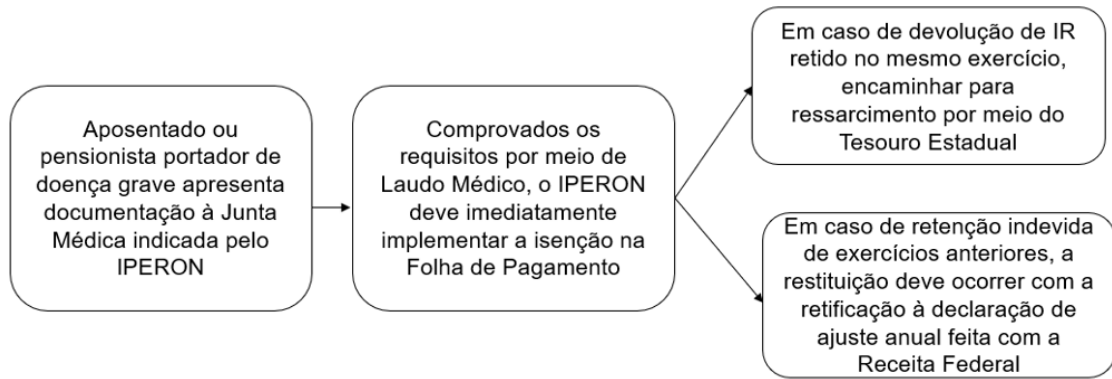 Aposentado ou
pensionista portador de
doença grave apresenta
documentação à Junta
Médica indicada pelo
IPERON
Comprovados os
requisitos por meio de
Laudo Médico, o IPERON
deve imediatamente
implementar a isenção na
Folha de Pagamento
Em caso de devolução de IR
retido no mesmo exercício,
encaminhar para
ressarcimento por meio do
Tesouro Estadual
Em caso de retenção indevida
de exercícios anteriores, a
restituição deve ocorrer com a
retificação à declaração de
ajuste anual feita com a
Receita Federal